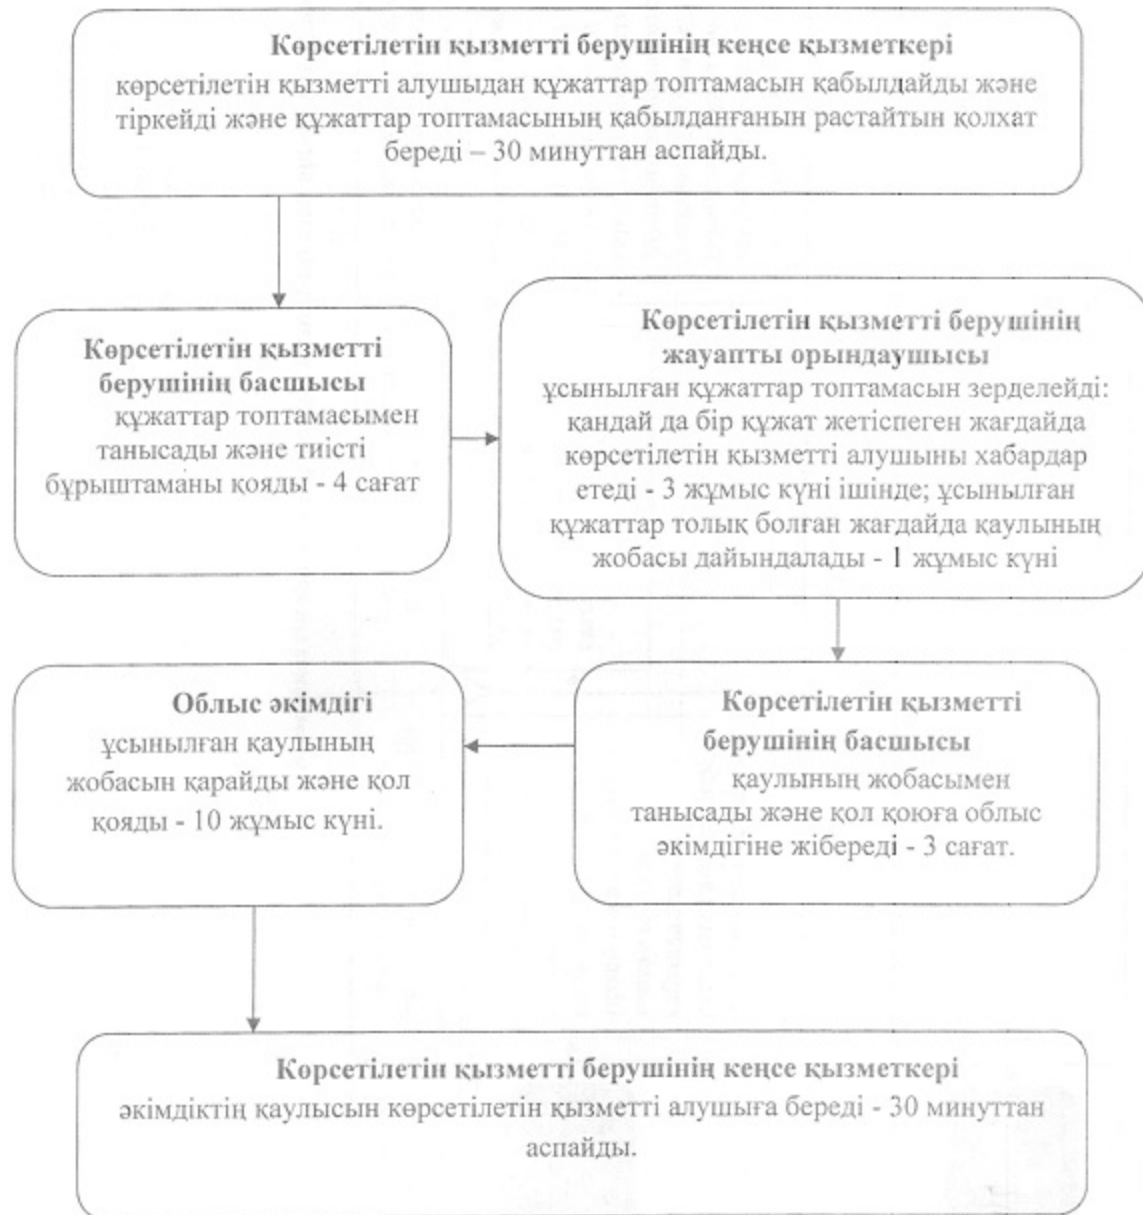 Көрсетілетін қызметті берушінің кеңсе қызметкері
көрсетілетін қызметті алушыдан құжаттар топтамасын қабылдайды және
тіркейді және құжаттар топтамасының қабылданғанын растайтын қолхат
береді – 30 минуттан аспайды.
Көрсетілетін қызметті
берушінің басшысы
құжаттар топтамасымен
танысады және тиісті
бұрыштаманы қояды - 4 сағат
Көрсетілетін қызметті берушінің
жауапты орындаушысы
ұсынылған құжаттар топтамасын зерделейді:
қандай да бір құжат жетіспеген жағдайда
көрсетілетін қызметті алушыны хабардар
етеді - 3 жұмыс күні ішінде; ұсынылған
құжаттар толық болған жағдайда қаулының
жобасы дайындалады - 1 жұмыс күні
Көрсетілетін қызметті
берушінің басшысы
қаулының жобасымен
танысады және қол қоюға облыс
әкімдігіне жібереді - 3 сағат.
Облыс әкімдігі
ұсынылған қаулының
жобасын қарайды және қол
қояды - 10 жұмыс күні.
Көрсетілетін қызметті берушінің кеңсе қызметкері
әкімдіктің қаулысын көрсетілетін қызметті алушыға береді - 30 минуттан
аспайды.